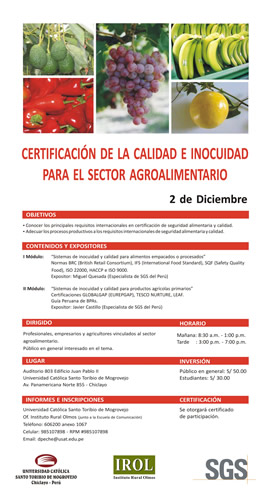 CERTIFICACIÓN DE LA CALIDAD E INOCUIDAD
PARA EL SECTOR AGROALIMENTARIO
2 de Diciembre
OBJETIVOS
• Conocer los principales requisitos internacionales en certificación de seguridad alimentaria y calidad.
• Adecuar los procesos productivos a los requisitos internacionales de seguridad alimentaria y calidad.
CONTENIDOS Y EXPOSITORES
I Módulo: "Sistemas de inocuidad y calidad para alimentos empacados o procesados"
Normas BRC (British Retail Consortium), IFS (International Food Standard), SQF (Safety Quality
Food), ISO 22000, HACCP e ISO 9000.
Expositor: Miguel Quesada (Especialista de SGS del Perú)
II Módulo: "Sistemas de inocuidad y calidad para productos agrícolas primarios"
Certificaciones GLOBALGAP (EUREPGAP), TESCO NURTURE, LEAF.
Guía Peruana de BPAs.
Expositor: Javier Castillo (Especialista de SGS del Perú)
DIRIGIDO
Profesionales, empresarios y agricultores vinculados al sector
agroalimentario.
Público en general interesado en el tema.
HORARIO
Mañana: 8:30 a.m. - 1:00 p.m.
Tarde : 3:00 p.m. - 7:00 p.m.
LUGAR
Auditorio 803 Edificio Juan Pablo II
Universidad Católica Santo Toribio de Mogrovejo
Av. Panamericana Norte 855 - Chiclayo
INVERSIÓN
Público en general: S/ 50.00
Estudiantes: S/ 30.00
INFORMES E INSCRIPCIONES
Universidad Católica Santo Toribio de Mogrovejo
Of. Instituto Rural Olmos (junto a la Escuela de Comunicación)
Teléfono: 606200 anexo 1067
Celular: 985107898 - RPM #985107898
Email: dpeche@usat.edu.pe
CERTIFICACIÓN
Se otorgará certificado
de participación.
UNIVERSIDAD CATÓLICA
SANTO TORIBIO DE MOGROVEJO
Chiclayo - Perú
IROL
Instituto Rural Olmos
SGS